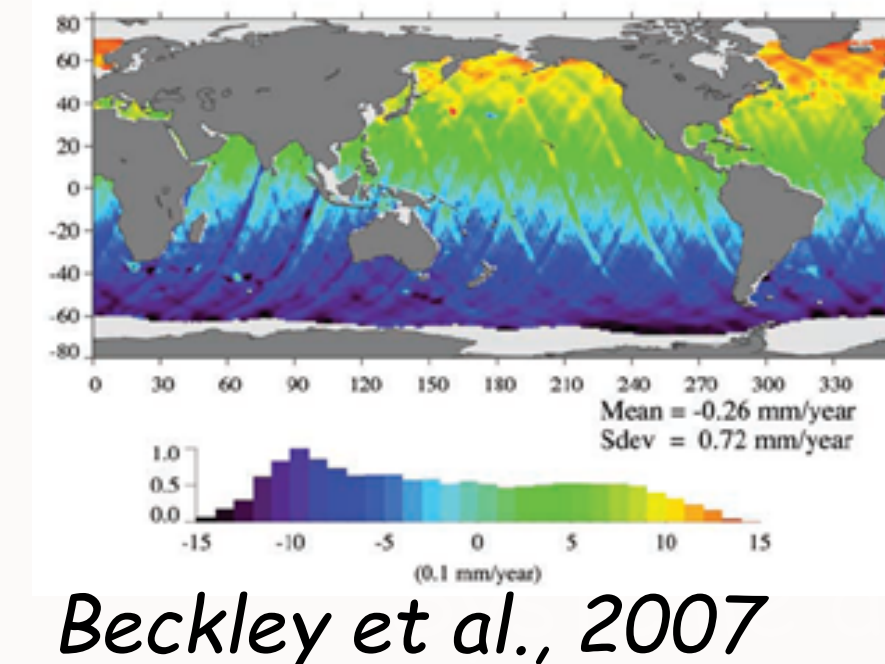 80
60
40
20
0
-20
-40
-60
-80
0 30 60 90 120 150 180 210 240 270 300 330
Mean = -0.26 mm/year
Sdev = 0.72 mm/year
1.0
0.5
0.0
-15 -10 -5 0 5 10 15
(0.1 mm/year)
Beckley et al., 2007